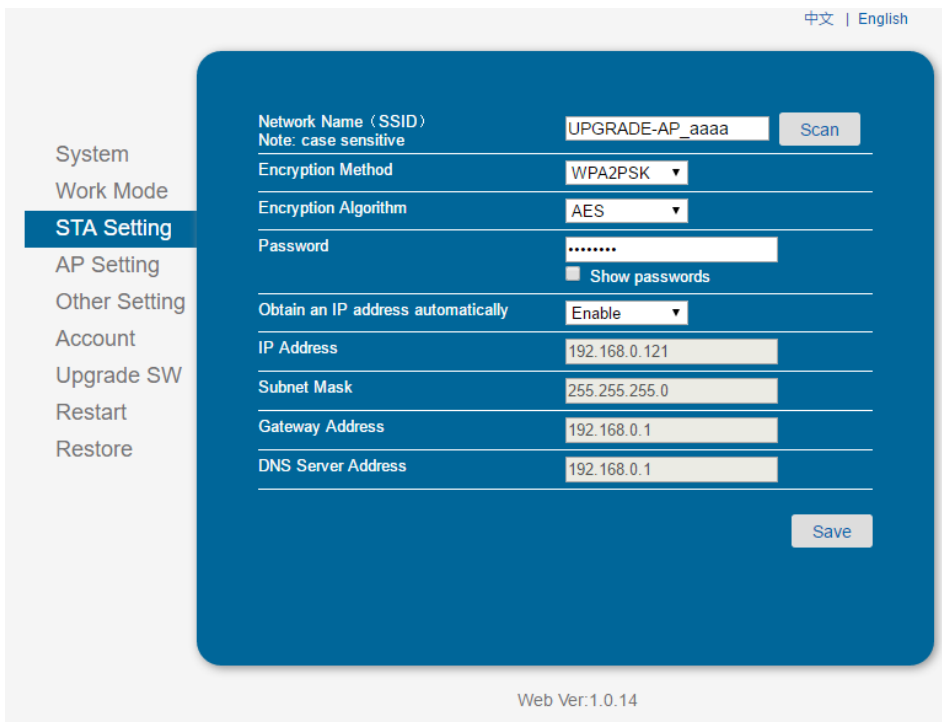 中文 | English
System
Work Mode
STA Setting
AP Setting
Other Setting
Account
Upgrade SW
Restart
Restore
Network Name（SSID） UPGRADE-AP_aaaa Scan
Note: case sensitive
Encryption Method WPA2PSK
Encryption Algorithm AES
Password ••••••••
Show passwords
Obtain an IP address automatically Enable
IP Address 192.168.0.121
Subnet Mask 255.255.255.0
Gateway Address 192.168.0.1
DNS Server Address 192.168.0.1
Save
Web Ver:1.0.14